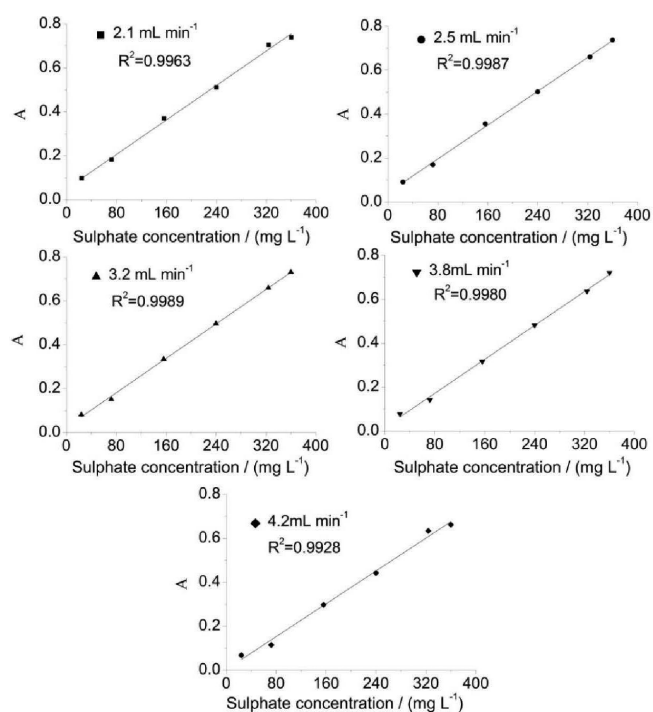 ■ 2.1 mL min⁻¹
R²=0.9963
A
0.8
0.6
0.4
0.2
0.0
0 80 160 240 320 400
Sulphate concentration / (mg L⁻¹)
● 2.5 mL min⁻¹
R²=0.9987
A
0.8
0.6
0.4
0.2
0.0
0 80 160 240 320 400
Sulphate concentration / (mg L⁻¹)
▲ 3.2 mL min⁻¹
R²=0.9989
A
0.8
0.6
0.4
0.2
0.0
0 80 160 240 320 400
Sulphate concentration / (mg L⁻¹)
▼ 3.8mL min⁻¹
R²=0.9980
A
0.8
0.6
0.4
0.2
0.0
0 80 160 240 320 400
Sulphate concentration / (mg L⁻¹)
◆ 4.2mL min⁻¹
R²=0.9928
A
0.8
0.6
0.4
0.2
0.0
0 80 160 240 320 400
Sulphate concentration / (mg L⁻¹)